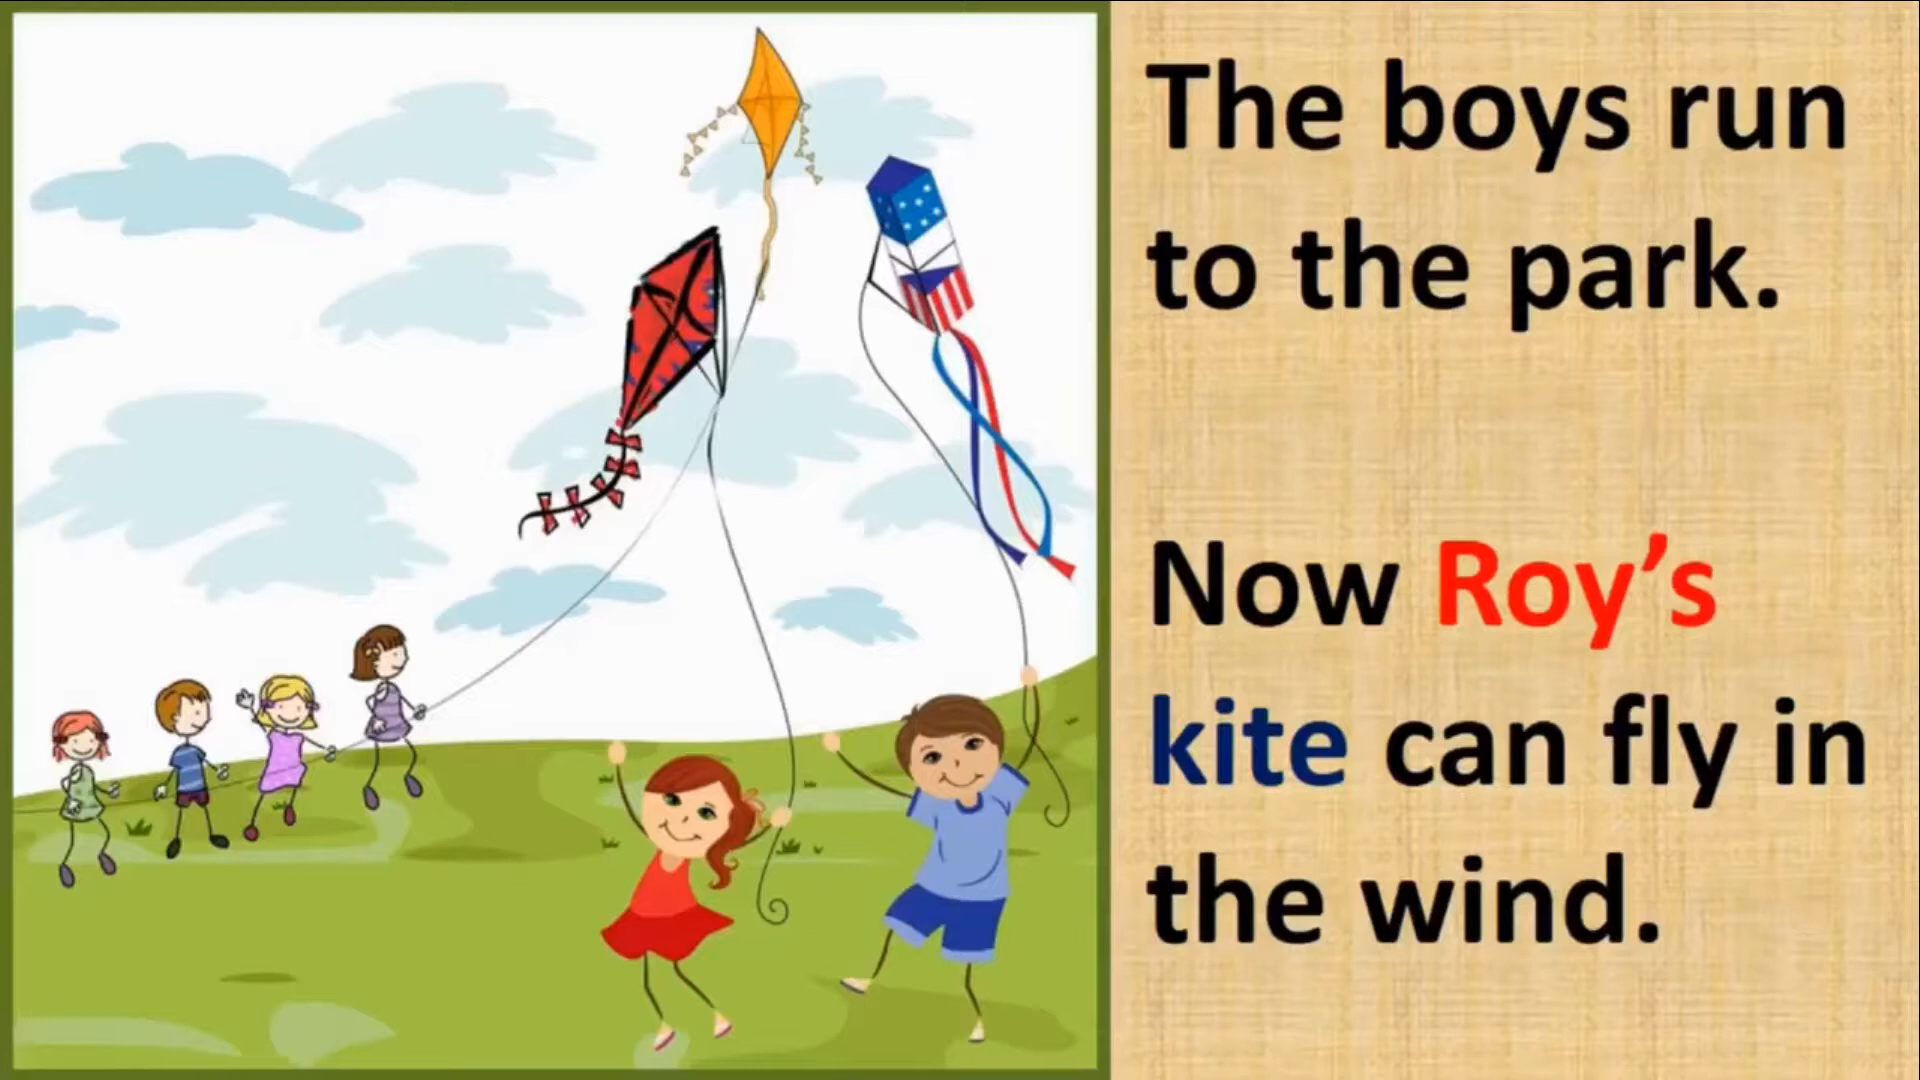 The boys run
to the park.
Now Roy’s
kite can fly in
the wind.